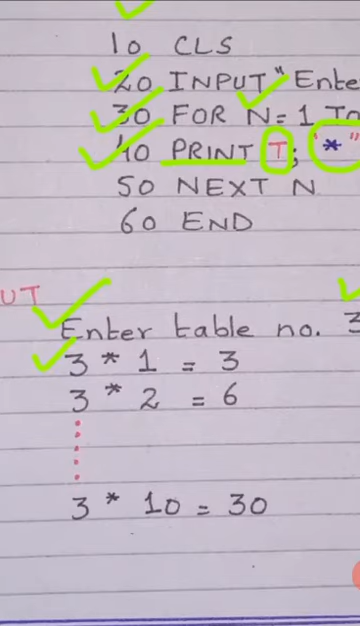 10 CLS
20 INPUT "Ente
30 FOR N=1 To
40 PRINT T; "*"
50 NEXT N
60 END
UT
Enter table no. 3
3 * 1 = 3
3 * 2 = 6
3 * 10 = 30